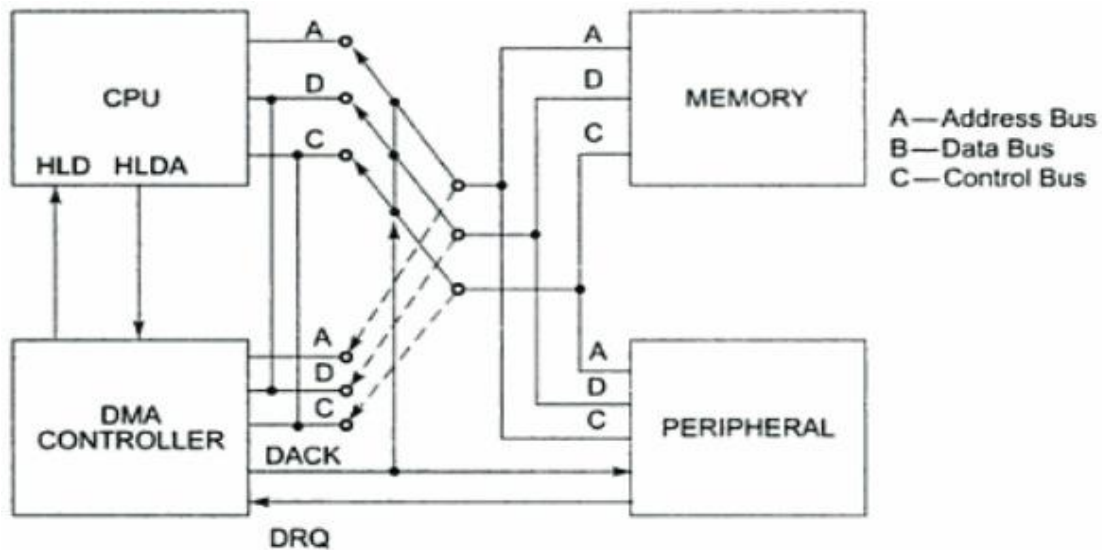 A
D
C
CPU
HLD HLDA
A
D
C
MEMORY
A—Address Bus
B—Data Bus
C—Control Bus
A
D
C
DMA
CONTROLLER
DACK
DRQ
A
D
C
PERIPHERAL